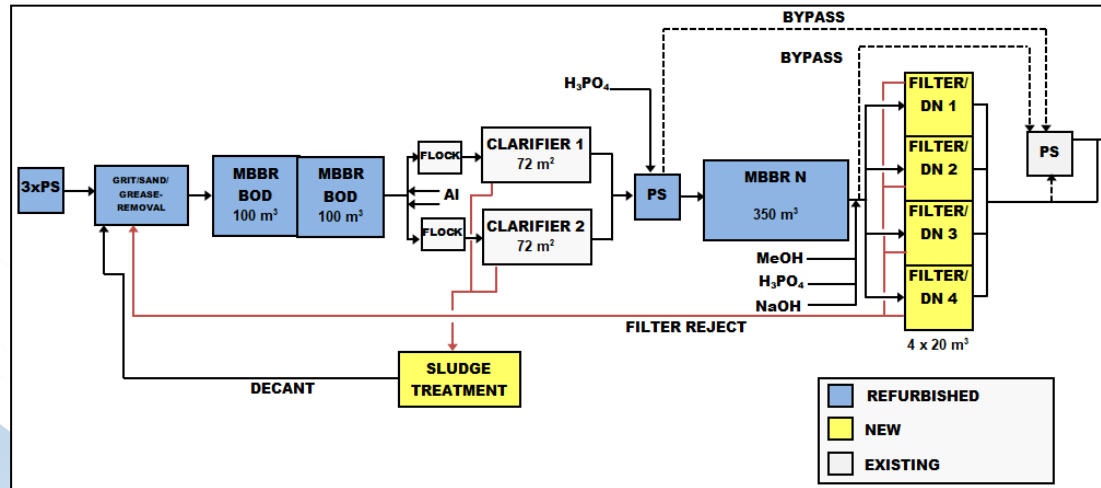 BYPASS
BYPASS
H₃PO₄
3xPS
GRIT/SAND/
GREASE-
REMOVAL
MBBR
BOD
100 m³
MBBR
BOD
100 m³
FLOCK
Al
FLOCK
CLARIFIER 1
72 m²
CLARIFIER 2
72 m²
PS
MBBR N
350 m³
MeOH
H₃PO₄
NaOH
FILTER/
DN 1
FILTER/
DN 2
FILTER/
DN 3
FILTER/
DN 4
4 x 20 m³
PS
FILTER REJECT
SLUDGE
TREATMENT
DECANT
REFURBISHED
NEW
EXISTING